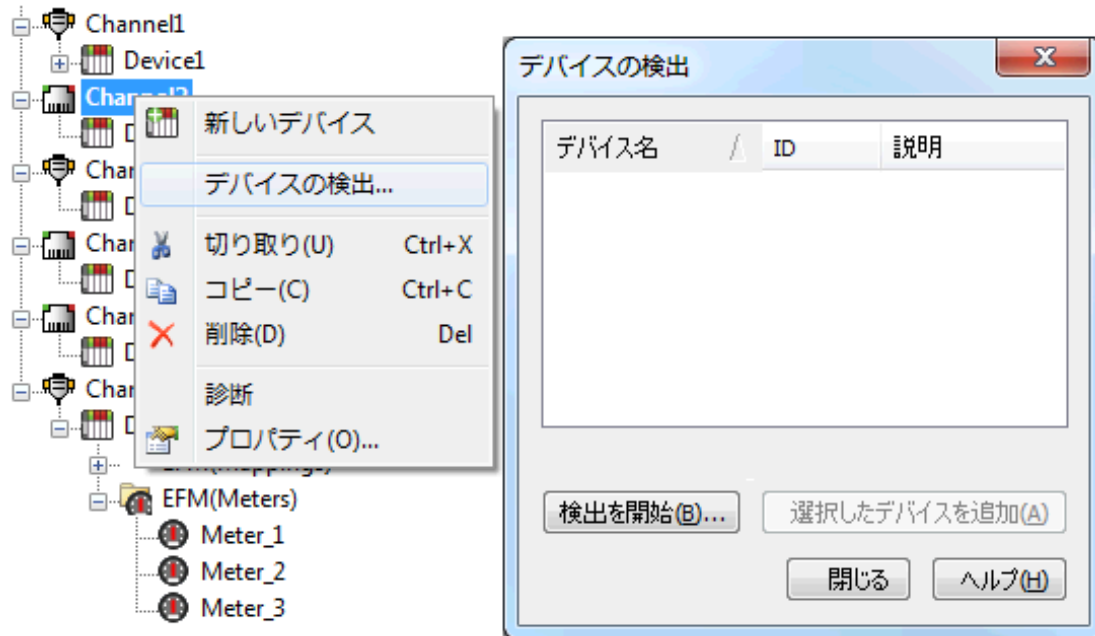 Channel1
Device1
新しいデバイス
デバイスの検出...
切り取り(U) Ctrl+X
コピー(C) Ctrl+C
削除(D) Del
診断
プロパティ(O)...
EFM(Meters)
Meter_1
Meter_2
Meter_3
デバイスの検出
デバイス名 ID 説明
検出を開始(B)... 選択したデバイスを追加(A)
閉じる ヘルプ(H)